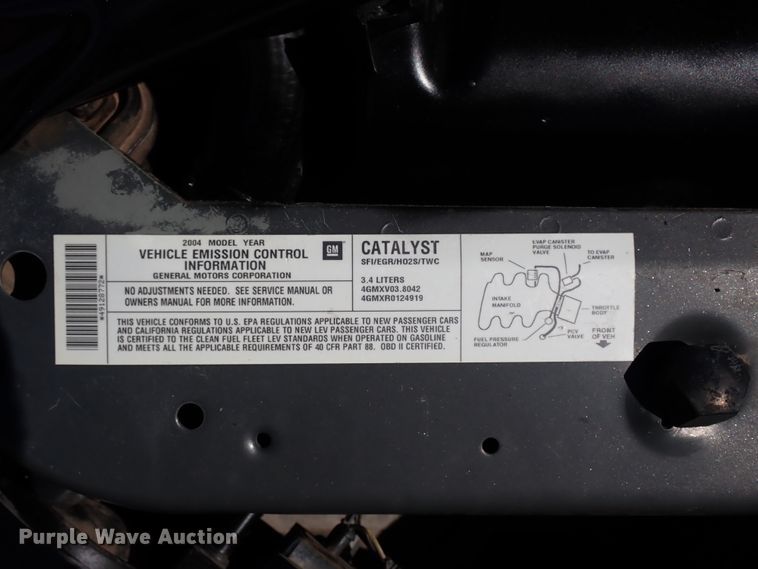 *49128772*
2004 MODEL YEAR
VEHICLE EMISSION CONTROL
INFORMATION
GENERAL MOTORS CORPORATION
GM
NO ADJUSTMENTS NEEDED. SEE SERVICE MANUAL OR
OWNERS MANUAL FOR MORE INFORMATION.
CATALYST
SFI/EGR/HO2S/TWC
3.4 LITERS
4GMXV03.8042
4GMXR0124919
THIS VEHICLE CONFORMS TO U.S. EPA REGULATIONS APPLICABLE TO NEW PASSENGER CARS
AND CALIFORNIA REGULATIONS APPLICABLE TO NEW LEV PASSENGER CARS. THIS VEHICLE
IS CERTIFIED TO THE CLEAN FUEL FLEET LEV STANDARDS WHEN OPERATED ON GASOLINE
AND MEETS ALL THE APPLICABLE REQUIREMENTS OF 40 CFR PART 88. OBD II CERTIFIED.
MAP
SENSOR
EVAP CANISTER
PURGE SOLENOID
VALVE
TO EVAP
CANISTER
INTAKE
MANIFOLD
THROTTLE
BODY
FUEL PRESSURE
REGULATOR
PCV
VALVE
FRONT
OF VEH
Purple Wave Auction